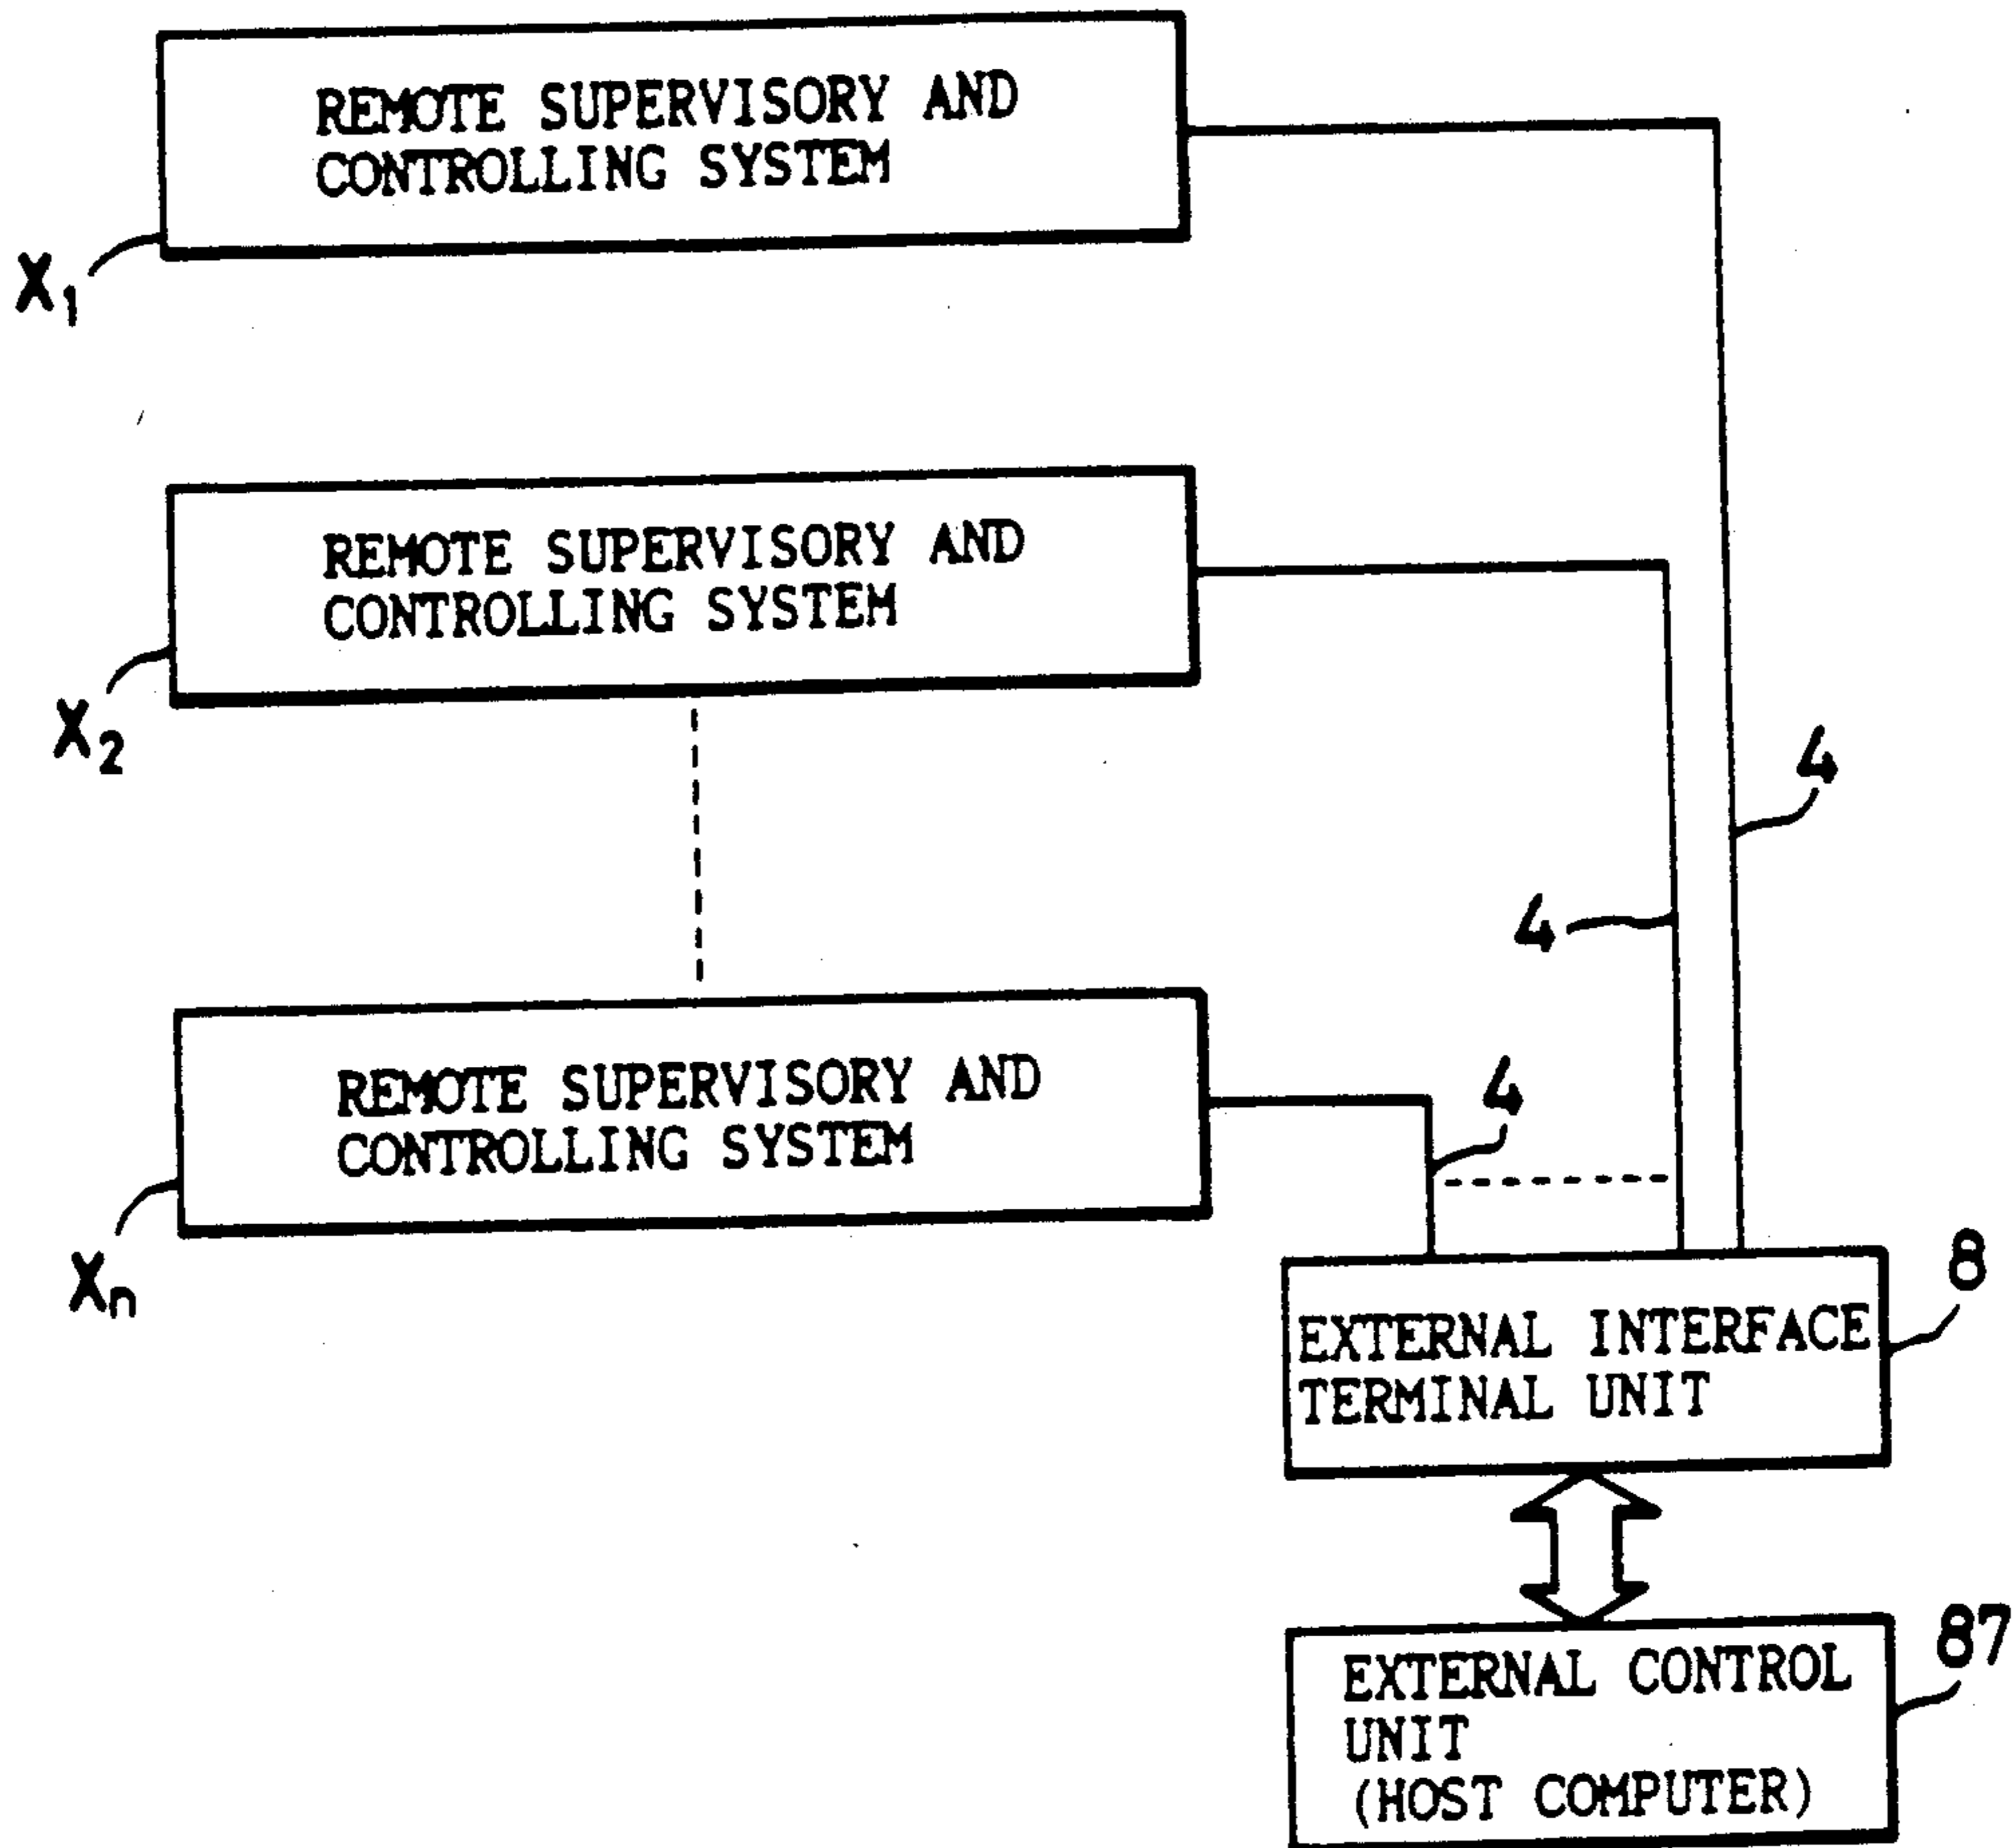 REMOTE SUPERVISORY AND
CONTROLLING SYSTEM
X₁
REMOTE SUPERVISORY AND
CONTROLLING SYSTEM
X₂
4
4
REMOTE SUPERVISORY AND
CONTROLLING SYSTEM
4
Xₙ
8
EXTERNAL INTERFACE
TERMINAL UNIT
87
EXTERNAL CONTROL
UNIT
(HOST COMPUTER)